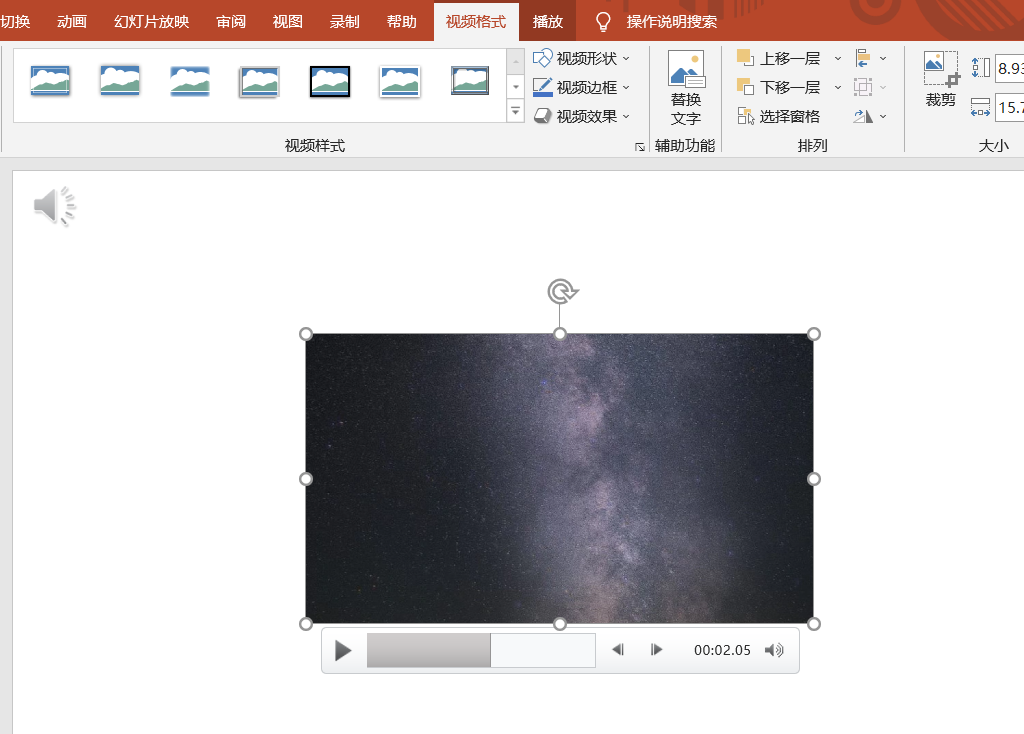 切换 动画 幻灯片放映 审阅 视图 录制 帮助 视频格式 播放 操作说明搜索
视频形状
视频边框
视频效果
视频样式
替换
文字
辅助功能
上移一层
下移一层
选择窗格
排列
裁剪
8.93
15.7
大小
00:02.05